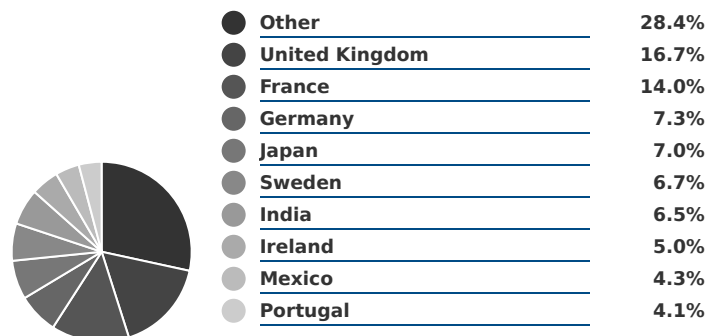 Other 28.4%
United Kingdom 16.7%
France 14.0%
Germany 7.3%
Japan 7.0%
Sweden 6.7%
India 6.5%
Ireland 5.0%
Mexico 4.3%
Portugal 4.1%